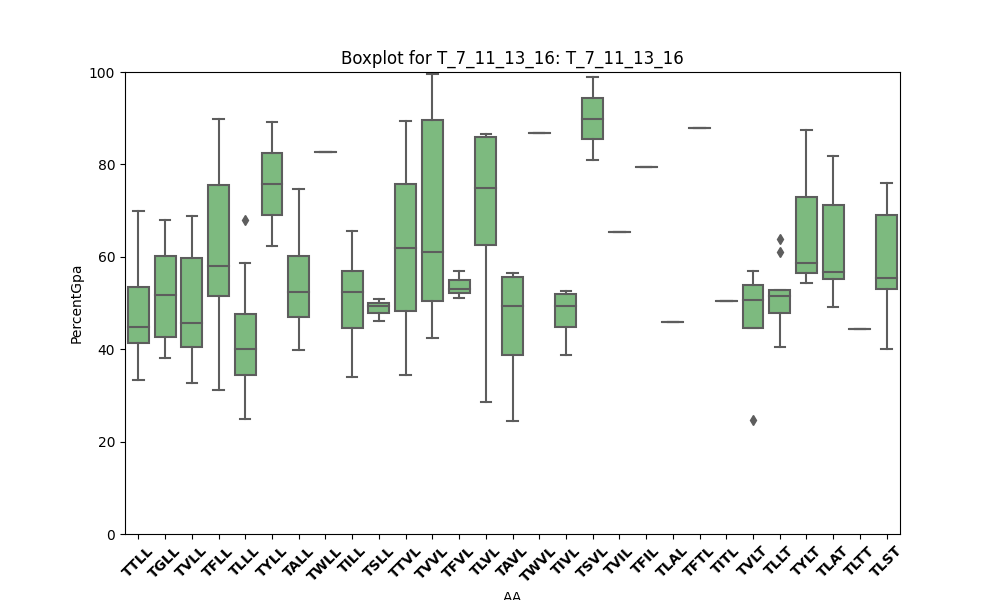 Boxplot for T_7_11_13_16: T_7_11_13_16
PercentGpa
100
80
60
40
20
0
TTLL TGLL TVLL TFLL TLLL TYLL TALL TWLL TILL TSLL TTVL TVVL TFVL TLVL TAVL TWVL TIVL TSVL TVIL TFIL TLAL TFTL TITL TVLT TLLT TYLT TLAT TLTT TLST
AA